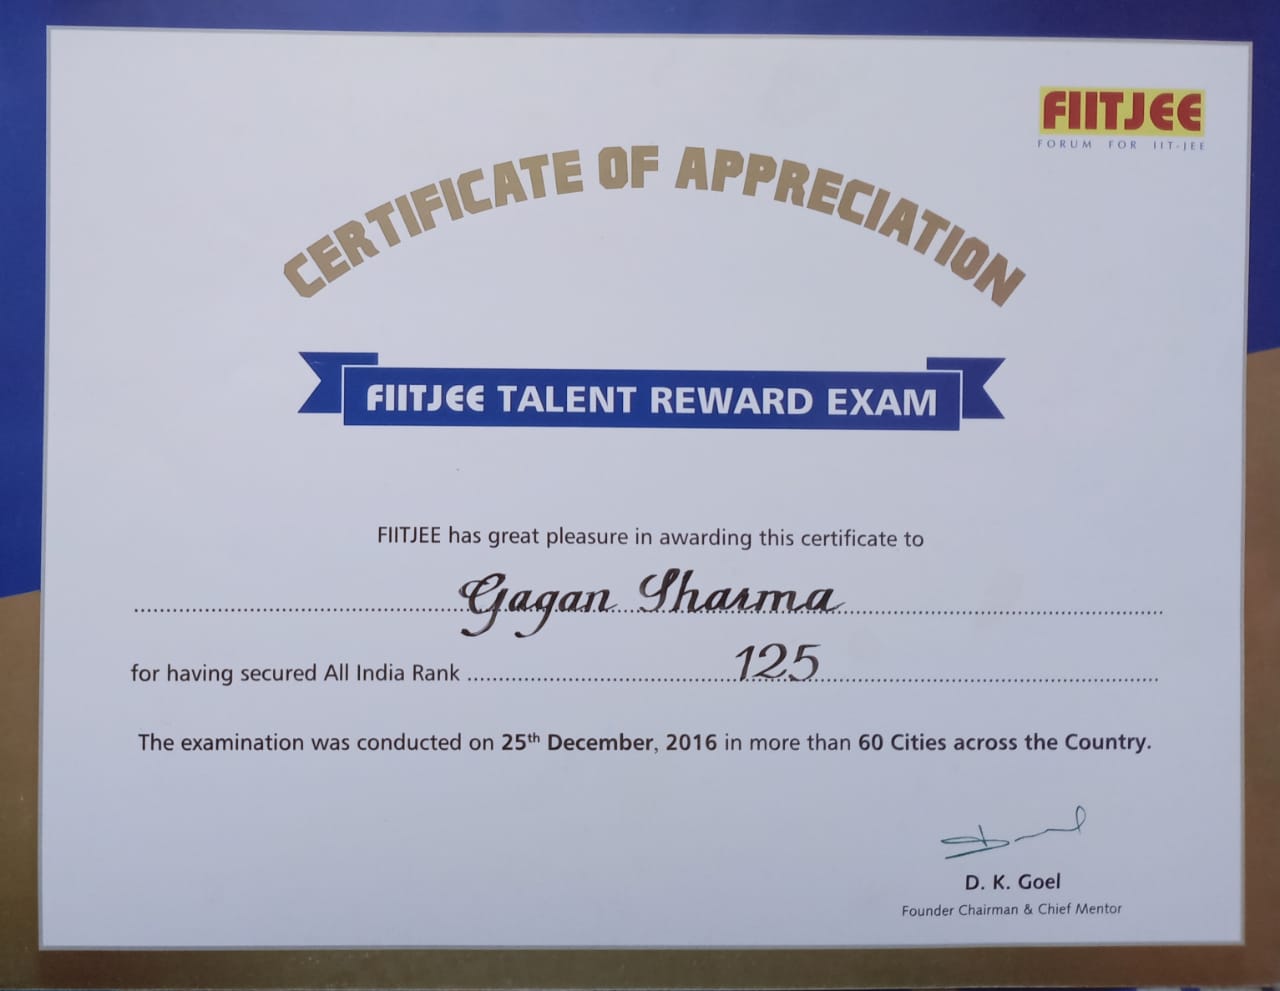 FIITJEE
FORUM FOR IIT-JEE
CERTIFICATE OF APPRECIATION
FIITJEE TALENT REWARD EXAM
FIITJEE has great pleasure in awarding this certificate to
Gagan Sharma
for having secured All India Rank 125
The examination was conducted on 25th December, 2016 in more than 60 Cities across the Country.
D. K. Goel
Founder Chairman & Chief Mentor